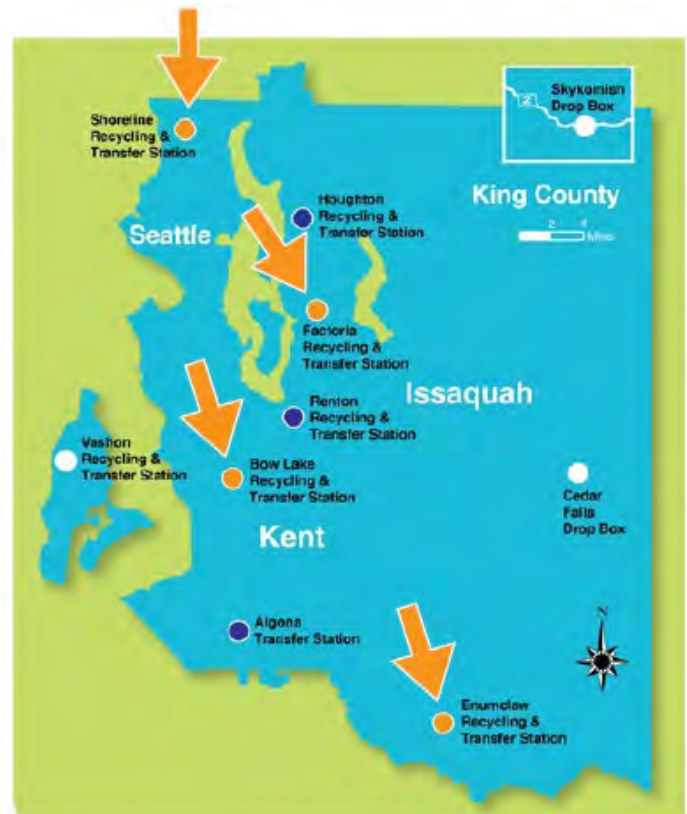 Skykomish
Drop Box
2
Shoreline
Recycling &
Transfer Station
King County
2 4
Miles
Houghton
Recycling &
Transfer Station
Seattle
Factoria
Recycling &
Transfer Station
Issaquah
Renton
Recycling &
Transfer Station
Vashon
Recycling &
Transfer Station
Bow Lake
Recycling &
Transfer Station
Cedar
Falls
Drop Box
Kent
Algona
Transfer Station
N
Enumclaw
Recycling &
Transfer Station